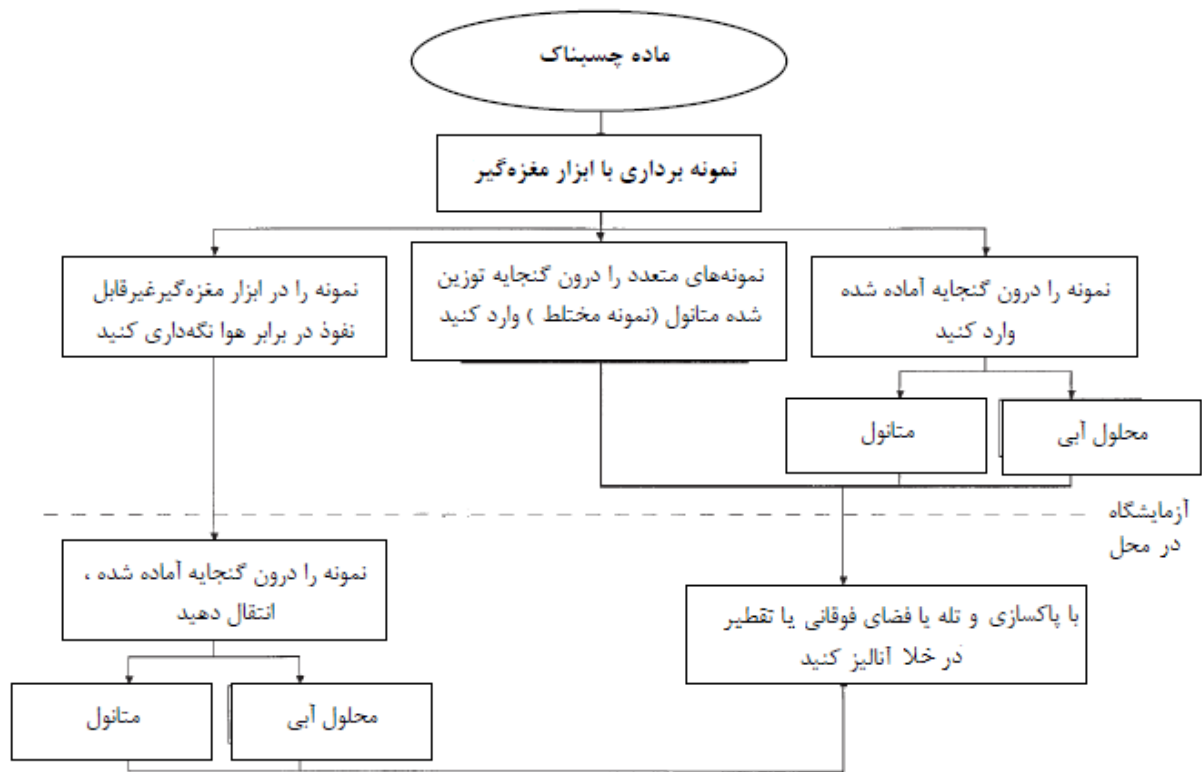 ماده چسبناک
نمونه برداری با ابزار مغزه‌گیر
نمونه را درون گنجایه آماده شده
وارد کنید
نمونه‌های متعدد را درون گنجایه توزین
شده متانول (نمونه مختلط ) وارد کنید
نمونه را در ابزار مغزه‌گیرغیرقابل
نفوذ در برابر هوا نگه‌داری کنید
محلول آبی
متانول
آزمایشگاه
در محل
نمونه را درون گنجایه آماده شده ،
انتقال دهید
با پاکسازی و تله یا فضای فوقانی یا تقطیر
در خلا آنالیز کنید
محلول آبی
متانول